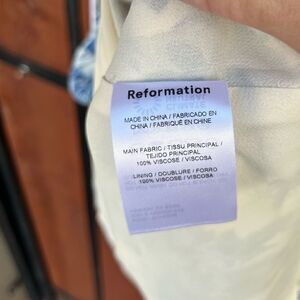 Reformation
MADE IN CHINA / FABRICADO EN
CHINA / FABRIQUÉ EN CHINE
MAIN FABRIC / TISSU PRINCIPAL /
TEJIDO PRINCIPAL
100% VISCOSE / VISCOSA
LINING / DOUBLURE / FORRO
100% VISCOSE / VISCOSA